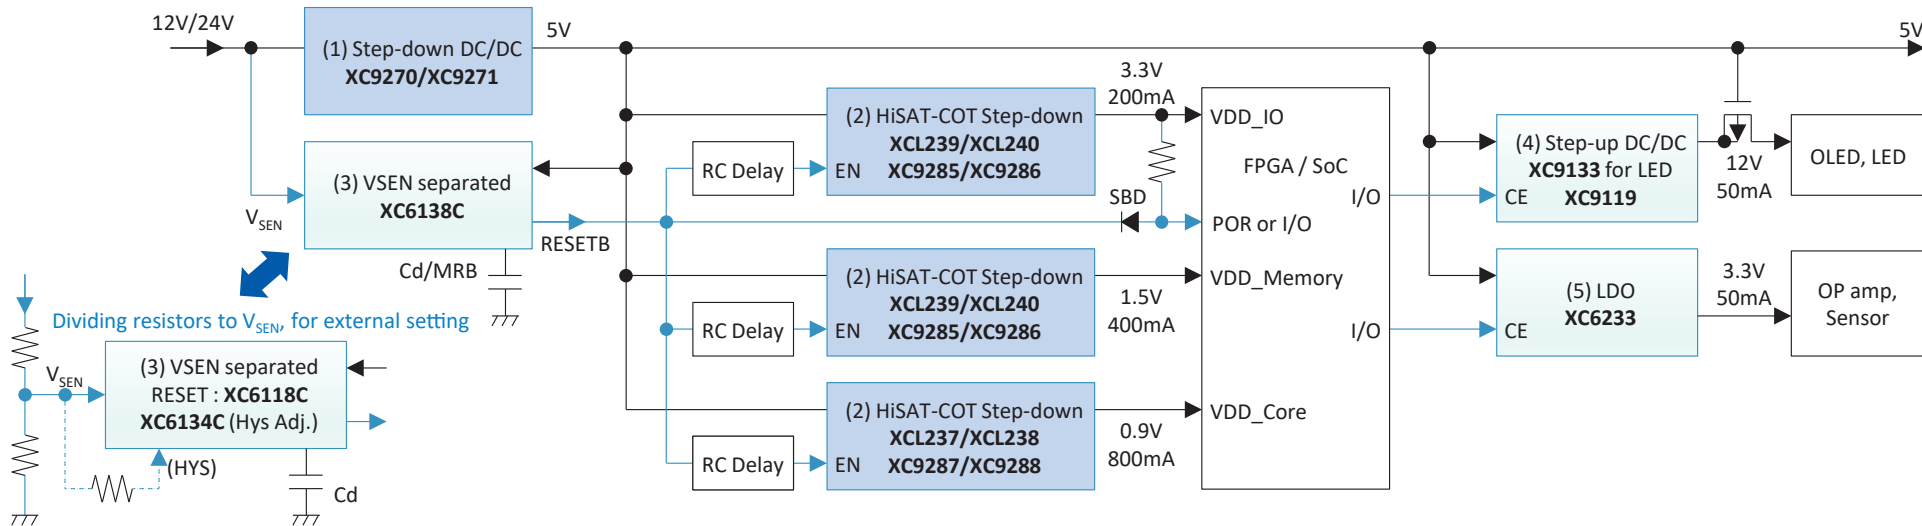 12V/24V
(1) Step-down DC/DC
XC9270/XC9271
5V
5V
(3) VSEN separated
XC6138C
VSEN
RESETB
Cd/MRB
Dividing resistors to VSEN, for external setting
VSEN
(3) VSEN separated
RESET : XC6118C
XC6134C (Hys Adj.)
(HYS)
Cd
RC Delay
(2) HiSAT-COT Step-down
XCL239/XCL240
EN XC9285/XC9286
3.3V
200mA
SBD
RC Delay
(2) HiSAT-COT Step-down
XCL239/XCL240
EN XC9285/XC9286
1.5V
400mA
RC Delay
(2) HiSAT-COT Step-down
XCL237/XCL238
EN XC9287/XC9288
0.9V
800mA
VDD_IO
FPGA / SoC
I/O
POR or I/O
VDD_Memory
I/O
VDD_Core
(4) Step-up DC/DC
XC9133 for LED
CE XC9119
12V
50mA
OLED, LED
(5) LDO
XC6233
CE
3.3V
50mA
OP amp,
Sensor